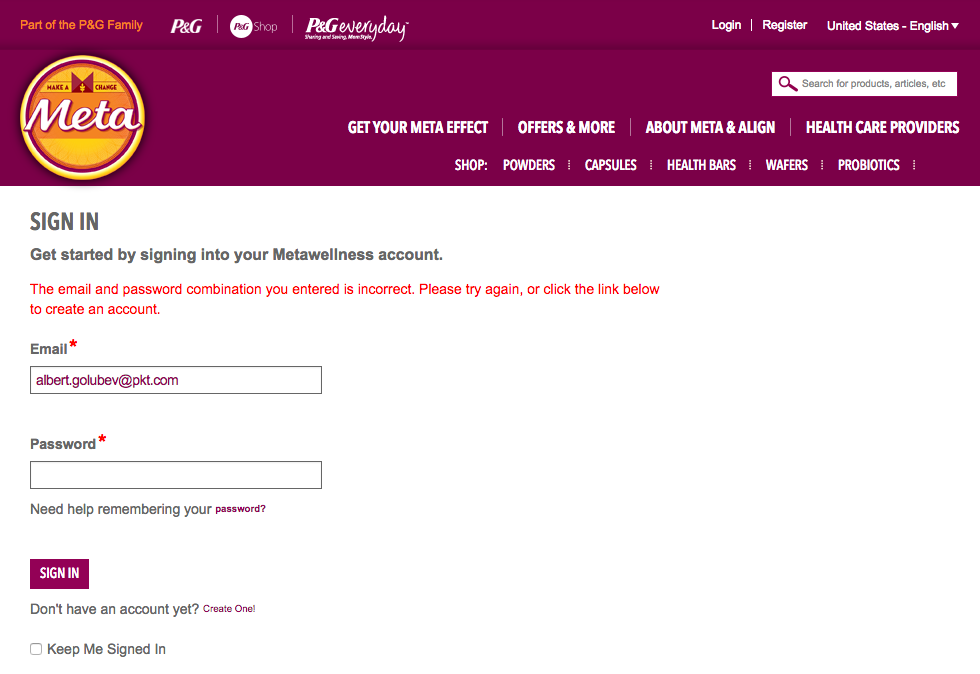 Part of the P&G Family
P&G
P&G Shop
P&G everyday™
Sharing and Saving, Mom Style.
Login
Register
United States - English
MAKE A CHANGE
Meta
Search for products, articles, etc
GET YOUR META EFFECT
OFFERS & MORE
ABOUT META & ALIGN
HEALTH CARE PROVIDERS
SHOP:
POWDERS
CAPSULES
HEALTH BARS
WAFERS
PROBIOTICS
SIGN IN
Get started by signing into your Metawellness account.
The email and password combination you entered is incorrect. Please try again, or click the link below
to create an account.
Email*
albert.golubev@pkt.com
Password*
Need help remembering your password?
SIGN IN
Don't have an account yet? Create One!
Keep Me Signed In